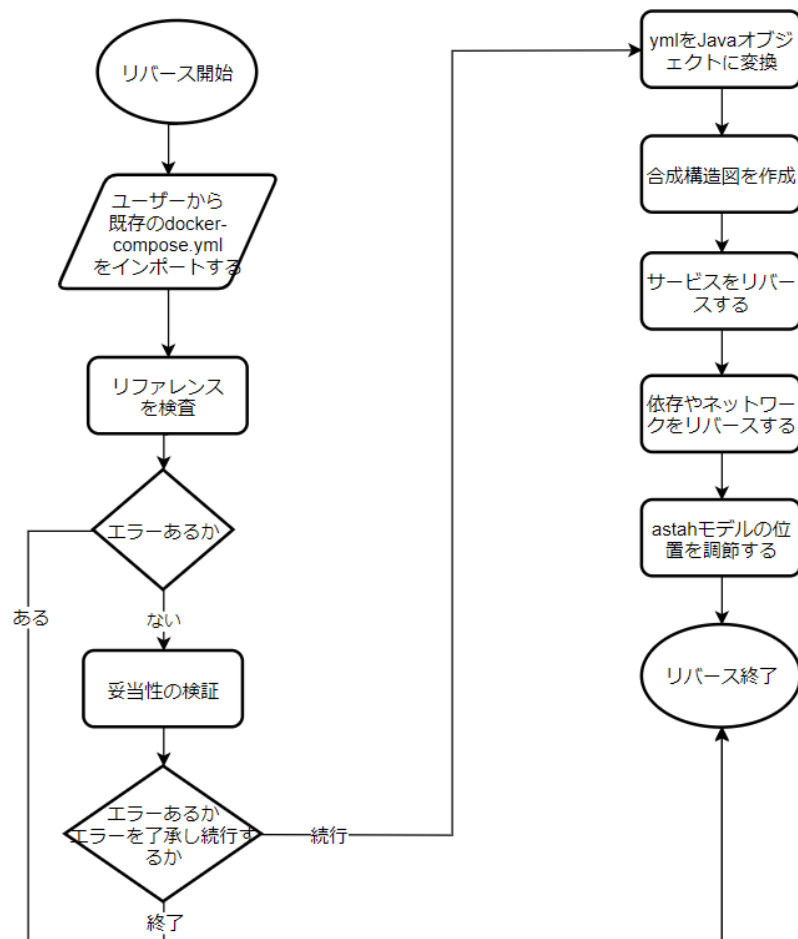 リバース開始
ユーザーから
既存のdocker-
compose.yml
をインポートする
リファレンス
を検査
エラーあるか
ある
ない
妥当性の検証
エラーあるか
エラーを了承し続行す
るか
続行
終了
ymlをJavaオブジ
ェクトに変換
合成構造図を作成
サービスをリバー
スする
依存やネットワー
クをリバースする
astahモデルの位
置を調節する
リバース終了